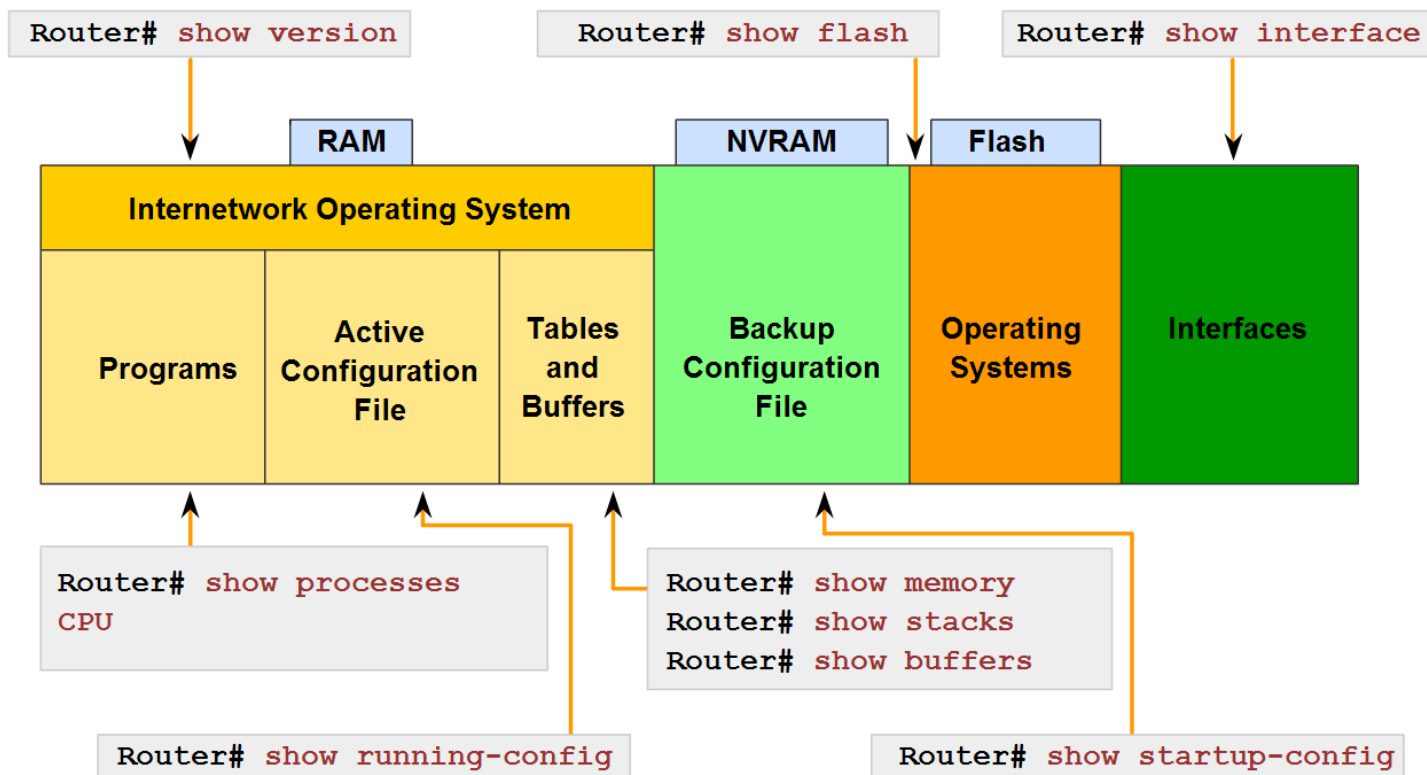 Router# show version
Router# show flash
Router# show interface
RAM
NVRAM
Flash
Internetwork Operating System
Programs
Active
Configuration
File
Tables
and
Buffers
Backup
Configuration
File
Operating
Systems
Interfaces
Router# show processes
CPU
Router# show memory
Router# show stacks
Router# show buffers
Router# show running-config
Router# show startup-config